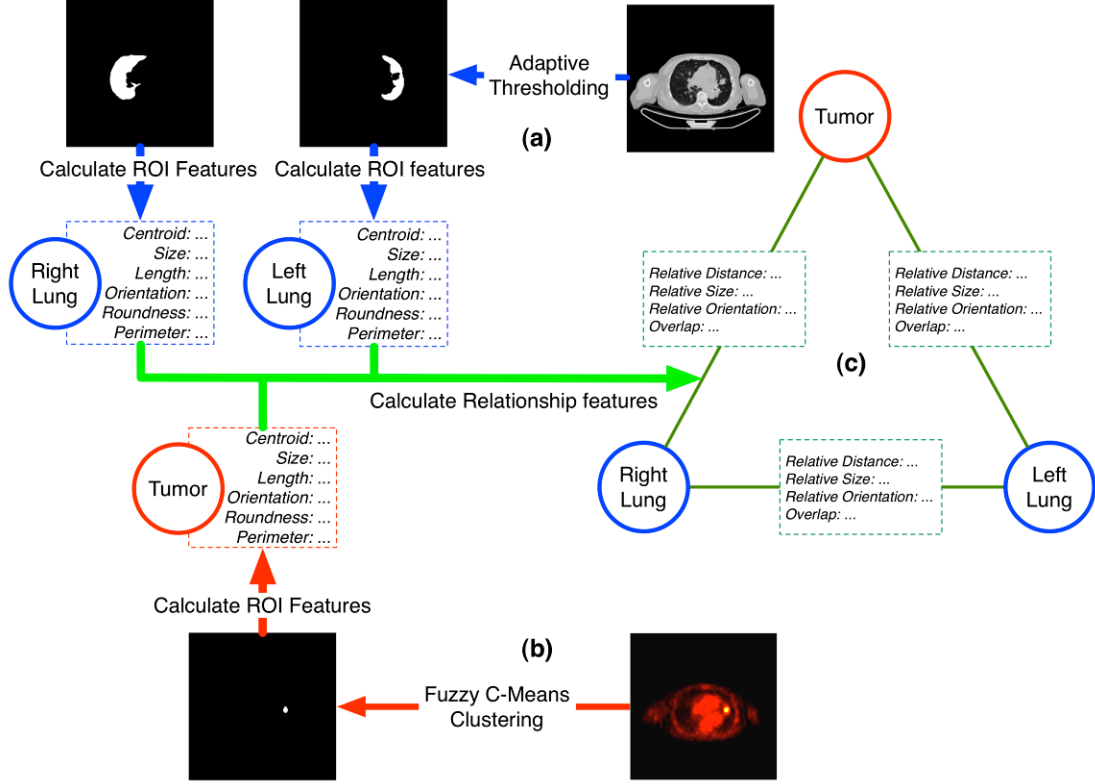 Adaptive
Thresholding
(a)
Calculate ROI Features
Calculate ROI features
Right
Lung
Centroid: ...
Size: ...
Length: ...
Orientation: ...
Roundness: ...
Perimeter: ...
Left
Lung
Centroid: ...
Size: ...
Length: ...
Orientation: ...
Roundness: ...
Perimeter: ...
Calculate Relationship features
Tumor
Centroid: ...
Size: ...
Length: ...
Orientation: ...
Roundness: ...
Perimeter: ...
Calculate ROI Features
(b)
Fuzzy C-Means
Clustering
Tumor
Relative Distance: ...
Relative Size: ...
Relative Orientation: ...
Overlap: ...
Relative Distance: ...
Relative Size: ...
Relative Orientation: ...
Overlap: ...
(c)
Right
Lung
Relative Distance: ...
Relative Size: ...
Relative Orientation: ...
Overlap: ...
Left
Lung